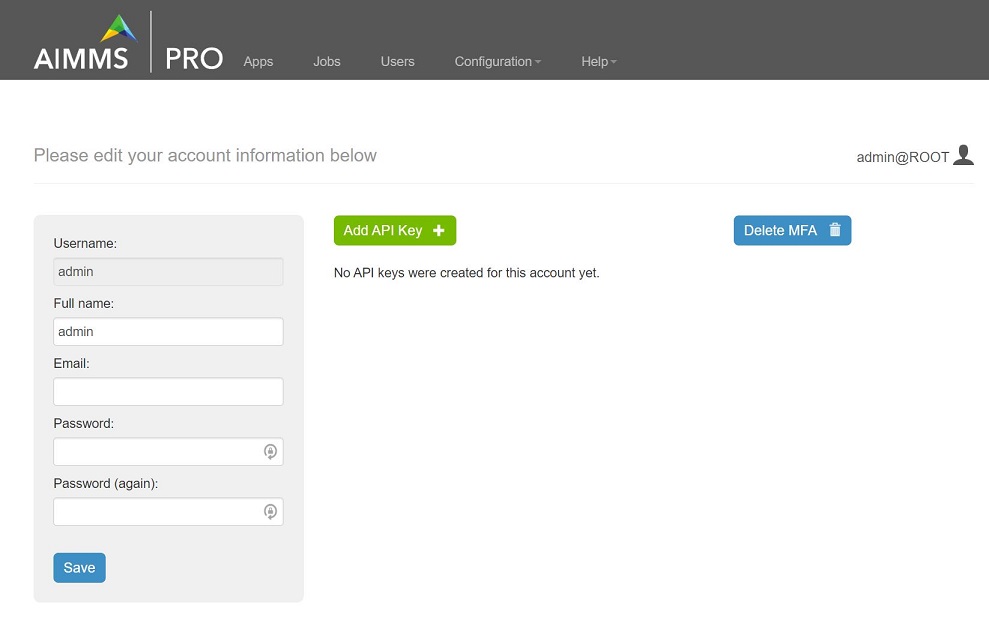 AIMMS PRO Apps Jobs Users Configuration Help
Please edit your account information below
admin@ROOT
Username:
admin
Full name:
admin
Email:
Password:
Password (again):
Save
Add API Key
No API keys were created for this account yet.
Delete MFA